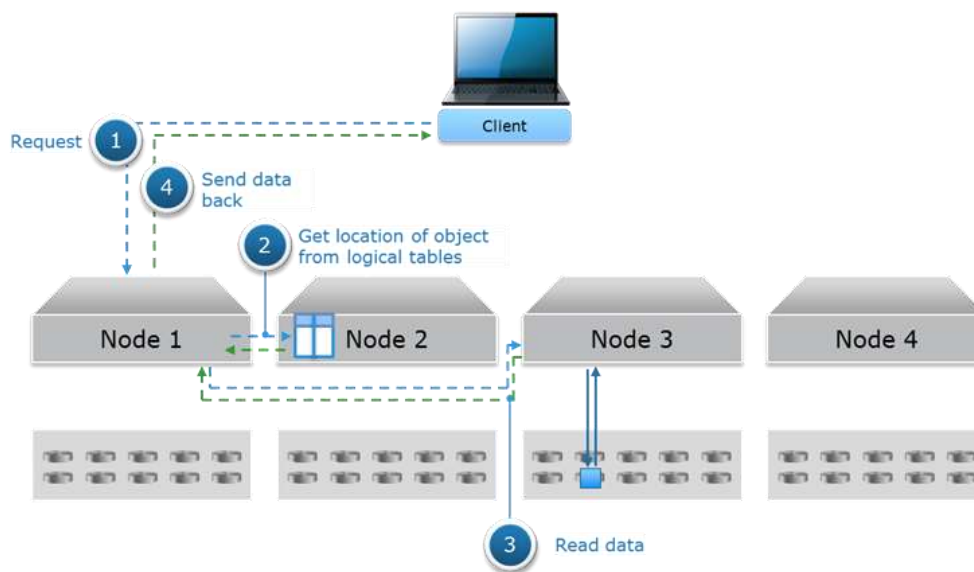 Client
Request
1
4
Send data
back
2
Get location of object
from logical tables
Node 1
Node 2
Node 3
Node 4
3
Read data